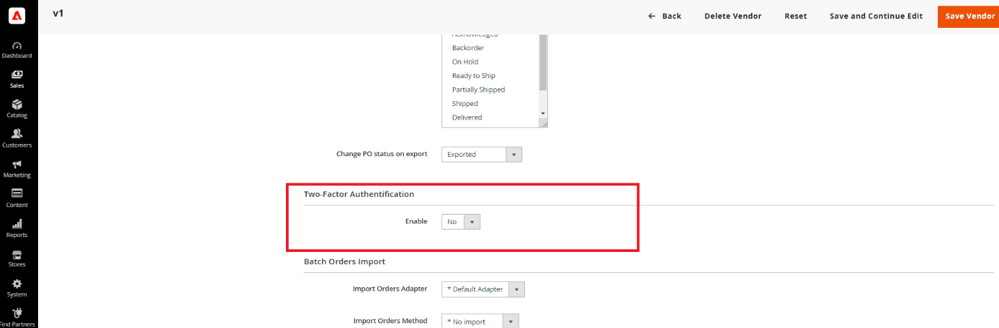 v1
← Back
Delete Vendor
Reset
Save and Continue Edit
Save Vendor
Dashboard
Sales
Catalog
Customers
Marketing
Content
Reports
Stores
System
Find Partners
Acknowledged
Backorder
On Hold
Ready to Ship
Partially Shipped
Shipped
Delivered
Change PO status on export
Exported
Two-Factor Authentification
Enable
No
Batch Orders Import
Import Orders Adapter
* Default Adapter
Import Orders Method
* No import